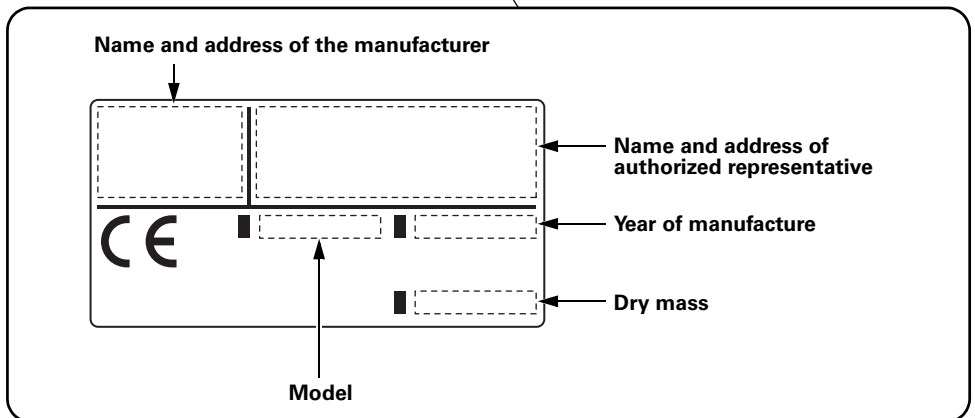 Name and address of the manufacturer
Name and address of
authorized representative
CE
Year of manufacture
Dry mass
Model